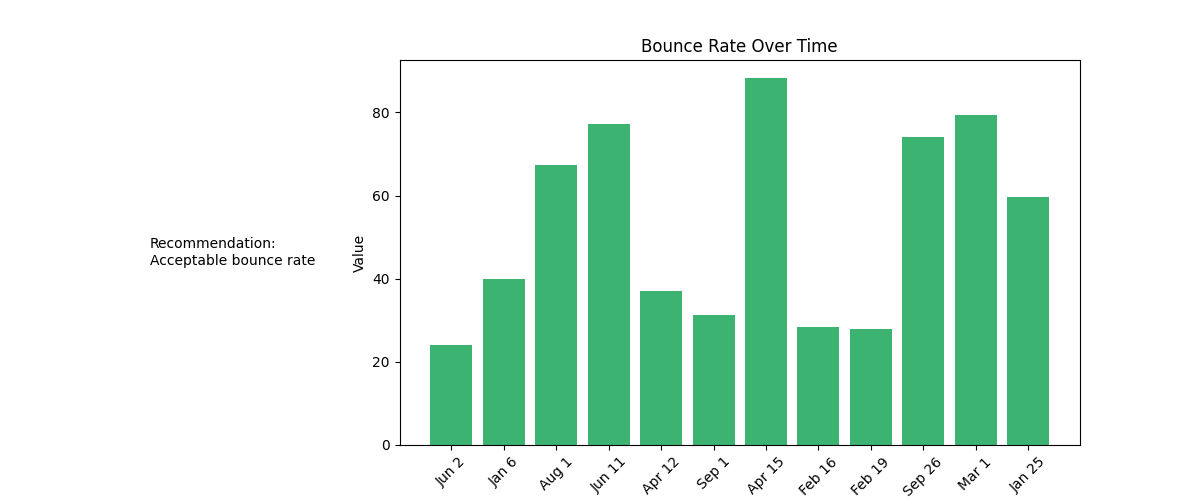 Bounce Rate Over Time
Recommendation:
Acceptable bounce rate
Value
80
60
40
20
0
Jun 2
Jan 6
Aug 1
Jun 11
Apr 12
Sep 1
Apr 15
Feb 16
Feb 19
Sep 26
Mar 1
Jan 25